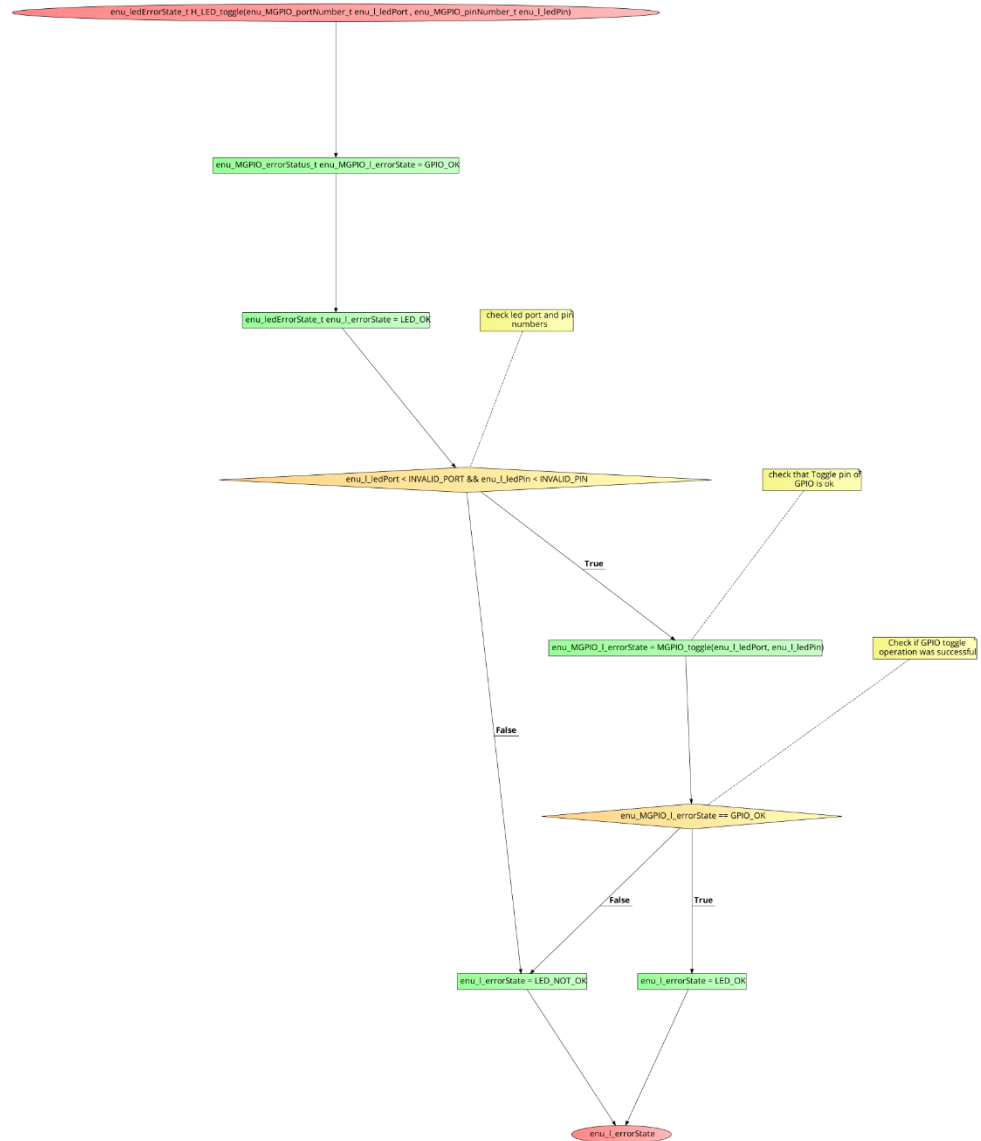 enu_ledErrorState_t H_LED_toggle(enu_MGPIO_portNumber_t enu_l_ledPort , enu_MGPIO_pinNumber_t enu_l_ledPin)
enu_MGPIO_errorStatus_t enu_MGPIO_l_errorState = GPIO_OK
enu_ledErrorState_t enu_l_errorState = LED_OK
check led port and pin
numbers
enu_l_ledPort < INVALID_PORT && enu_l_ledPin < INVALID_PIN
check that Toggle pin of
GPIO is ok
True
enu_MGPIO_l_errorState = MGPIO_toggle(enu_l_ledPort, enu_l_ledPin)
Check if GPIO toggle
operation was successful
False
enu_MGPIO_l_errorState == GPIO_OK
False
True
enu_l_errorState = LED_NOT_OK
enu_l_errorState = LED_OK
enu_l_errorState